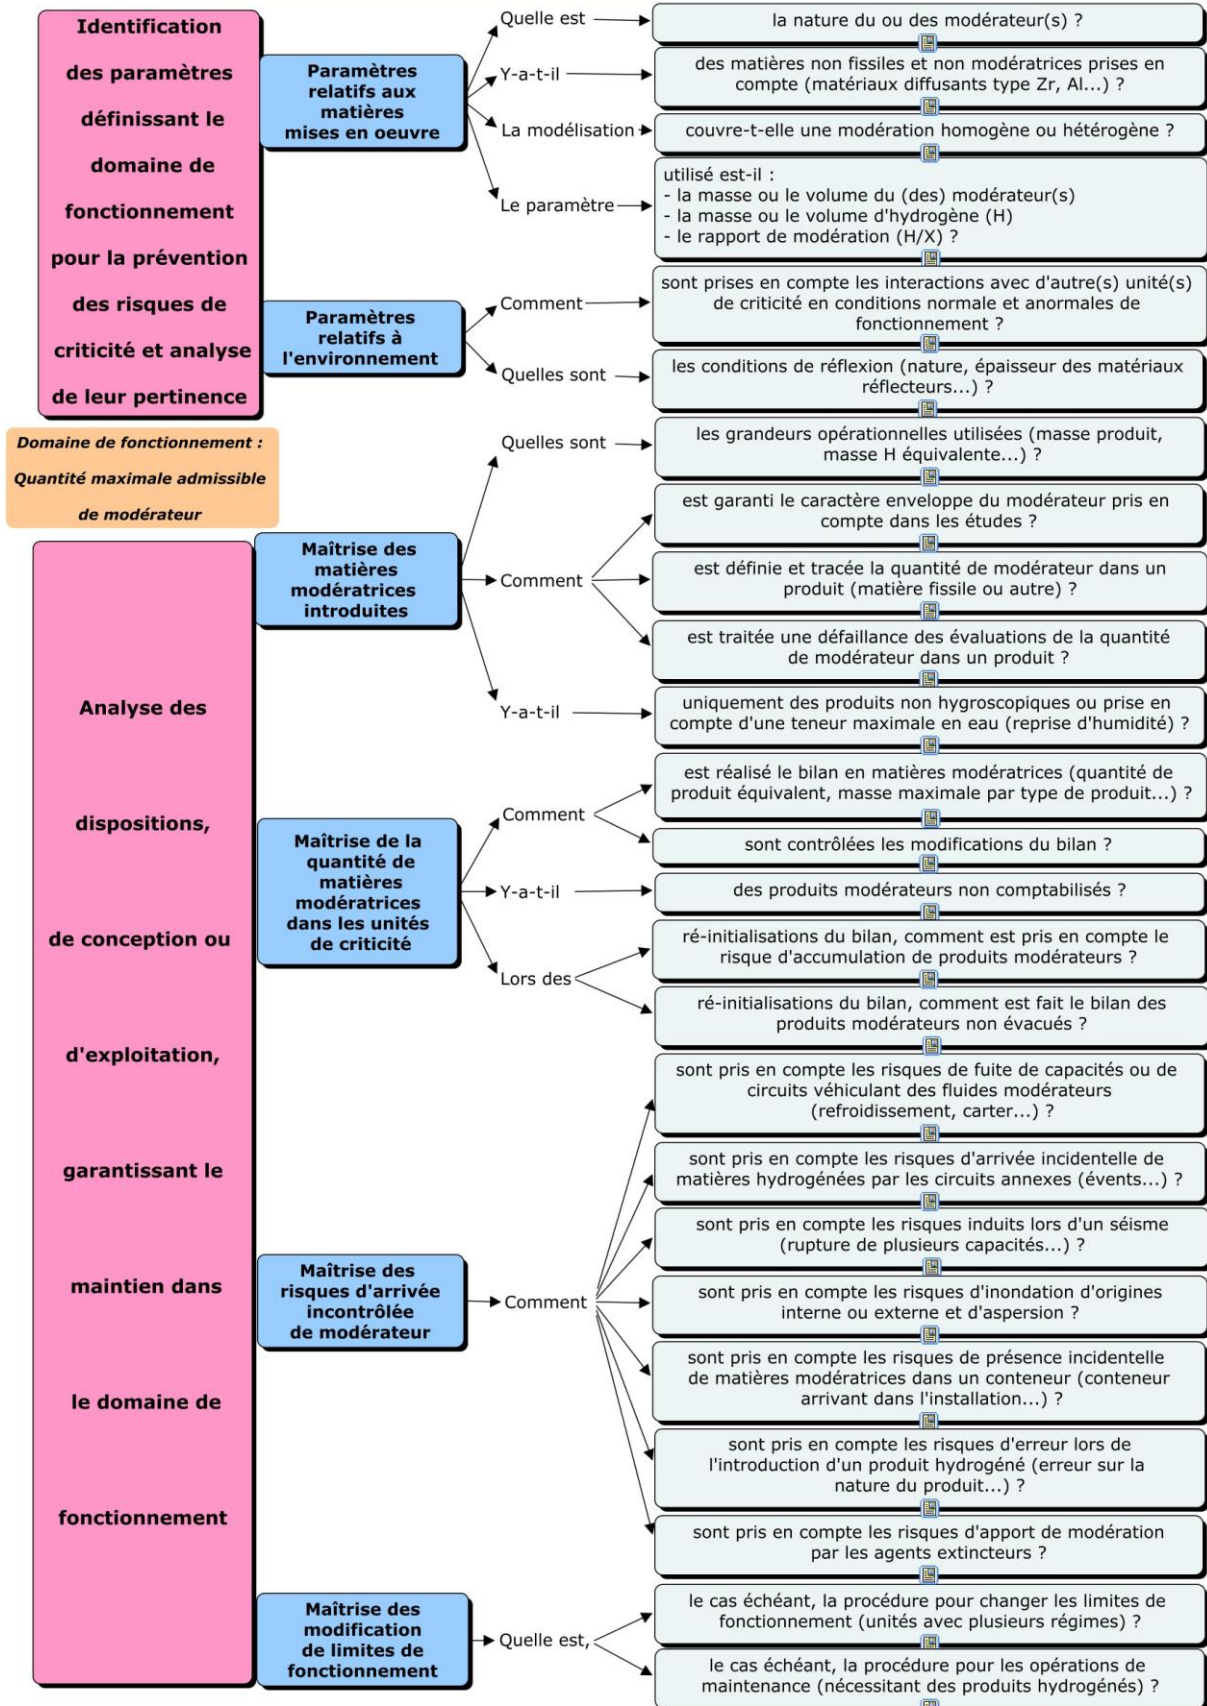 Identification
des paramètres
définissant le
domaine de
fonctionnement
pour la prévention
des risques de
criticité et analyse
de leur pertinence
Paramètres
relatifs aux
matières
mises en oeuvre
Quelle est
la nature du ou des modérateur(s) ?
Y-a-t-il
des matières non fissiles et non modératrices prises en
compte (matériaux diffusants type Zr, Al...) ?
La modélisation
couvre-t-elle une modération homogène ou hétérogène ?
Le paramètre
utilisé est-il :
- la masse ou le volume du (des) modérateur(s)
- la masse ou le volume d'hydrogène (H)
- le rapport de modération (H/X) ?
Paramètres
relatifs à
l'environnement
Comment
sont prises en compte les interactions avec d'autre(s) unité(s)
de criticité en conditions normale et anormales de
fonctionnement ?
Quelles sont
les conditions de réflexion (nature, épaisseur des matériaux
réflecteurs...) ?
Domaine de fonctionnement :
Quantité maximale admissible
de modérateur
Analyse des
dispositions,
de conception ou
d'exploitation,
garantissant le
maintien dans
le domaine de
fonctionnement
Maîtrise des
matières
modératrices
introduites
Quelles sont
les grandeurs opérationnelles utilisées (masse produit,
masse H équivalente...) ?
Comment
est garanti le caractère enveloppe du modérateur pris en
compte dans les études ?
est définie et tracée la quantité de modérateur dans un
produit (matière fissile ou autre) ?
est traitée une défaillance des évaluations de la quantité
de modérateur dans un produit ?
Y-a-t-il
uniquement des produits non hygroscopiques ou prise en
compte d'une teneur maximale en eau (reprise d'humidité) ?
Maîtrise de la
quantité de
matières
modératrices
dans les unités
de criticité
Comment
est réalisé le bilan en matières modératrices (quantité de
produit équivalent, masse maximale par type de produit...) ?
sont contrôlées les modifications du bilan ?
Y-a-t-il
des produits modérateurs non comptabilisés ?
Lors des
ré-initialisations du bilan, comment est pris en compte le
risque d'accumulation de produits modérateurs ?
ré-initialisations du bilan, comment est fait le bilan des
produits modérateurs non évacués ?
Maîtrise des
risques d'arrivée
incontrôlée
de modérateur
Comment
sont pris en compte les risques de fuite de capacités ou de
circuits véhiculant des fluides modérateurs
(refroidissement, carter...) ?
sont pris en compte les risques d'arrivée incidentelle de
matières hydrogénées par les circuits annexes (évents...) ?
sont pris en compte les risques induits lors d'un séisme
(rupture de plusieurs capacités...) ?
sont pris en compte les risques d'inondation d'origines
interne ou externe et d'aspersion ?
sont pris en compte les risques de présence incidentelle
de matières modératrices dans un conteneur (conteneur
arrivant dans l'installation...) ?
sont pris en compte les risques d'erreur lors de
l'introduction d'un produit hydrogéné (erreur sur la
nature du produit...) ?
sont pris en compte les risques d'apport de modération
par les agents extincteurs ?
Maîtrise des
modification
de limites de
fonctionnement
Quelle est,
le cas échéant, la procédure pour changer les limites de
fonctionnement (unités avec plusieurs régimes) ?
le cas échéant, la procédure pour les opérations de
maintenance (nécessitant des produits hydrogénés) ?